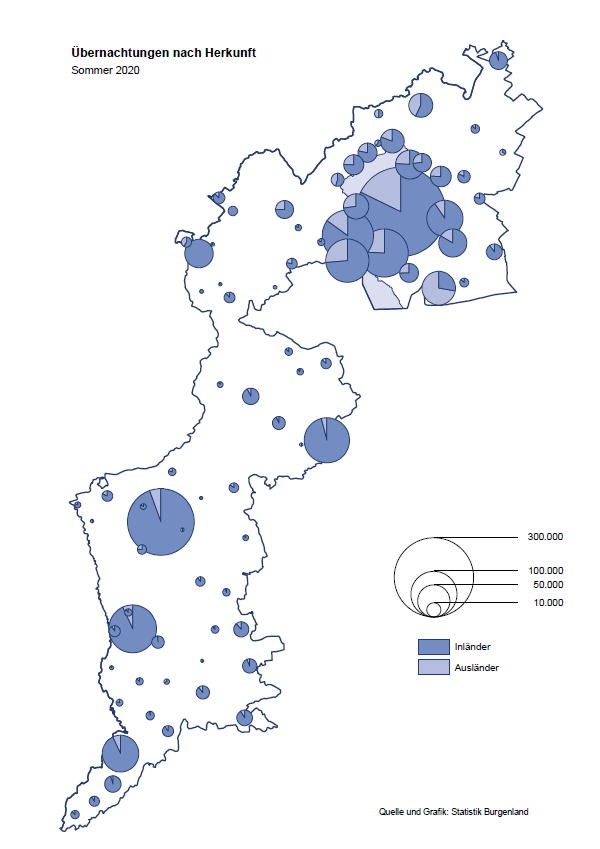 Übernachtungen nach Herkunft
Sommer 2020
300.000
100.000
50.000
10.000
Inländer
Ausländer
Quelle und Grafik: Statistik Burgenland